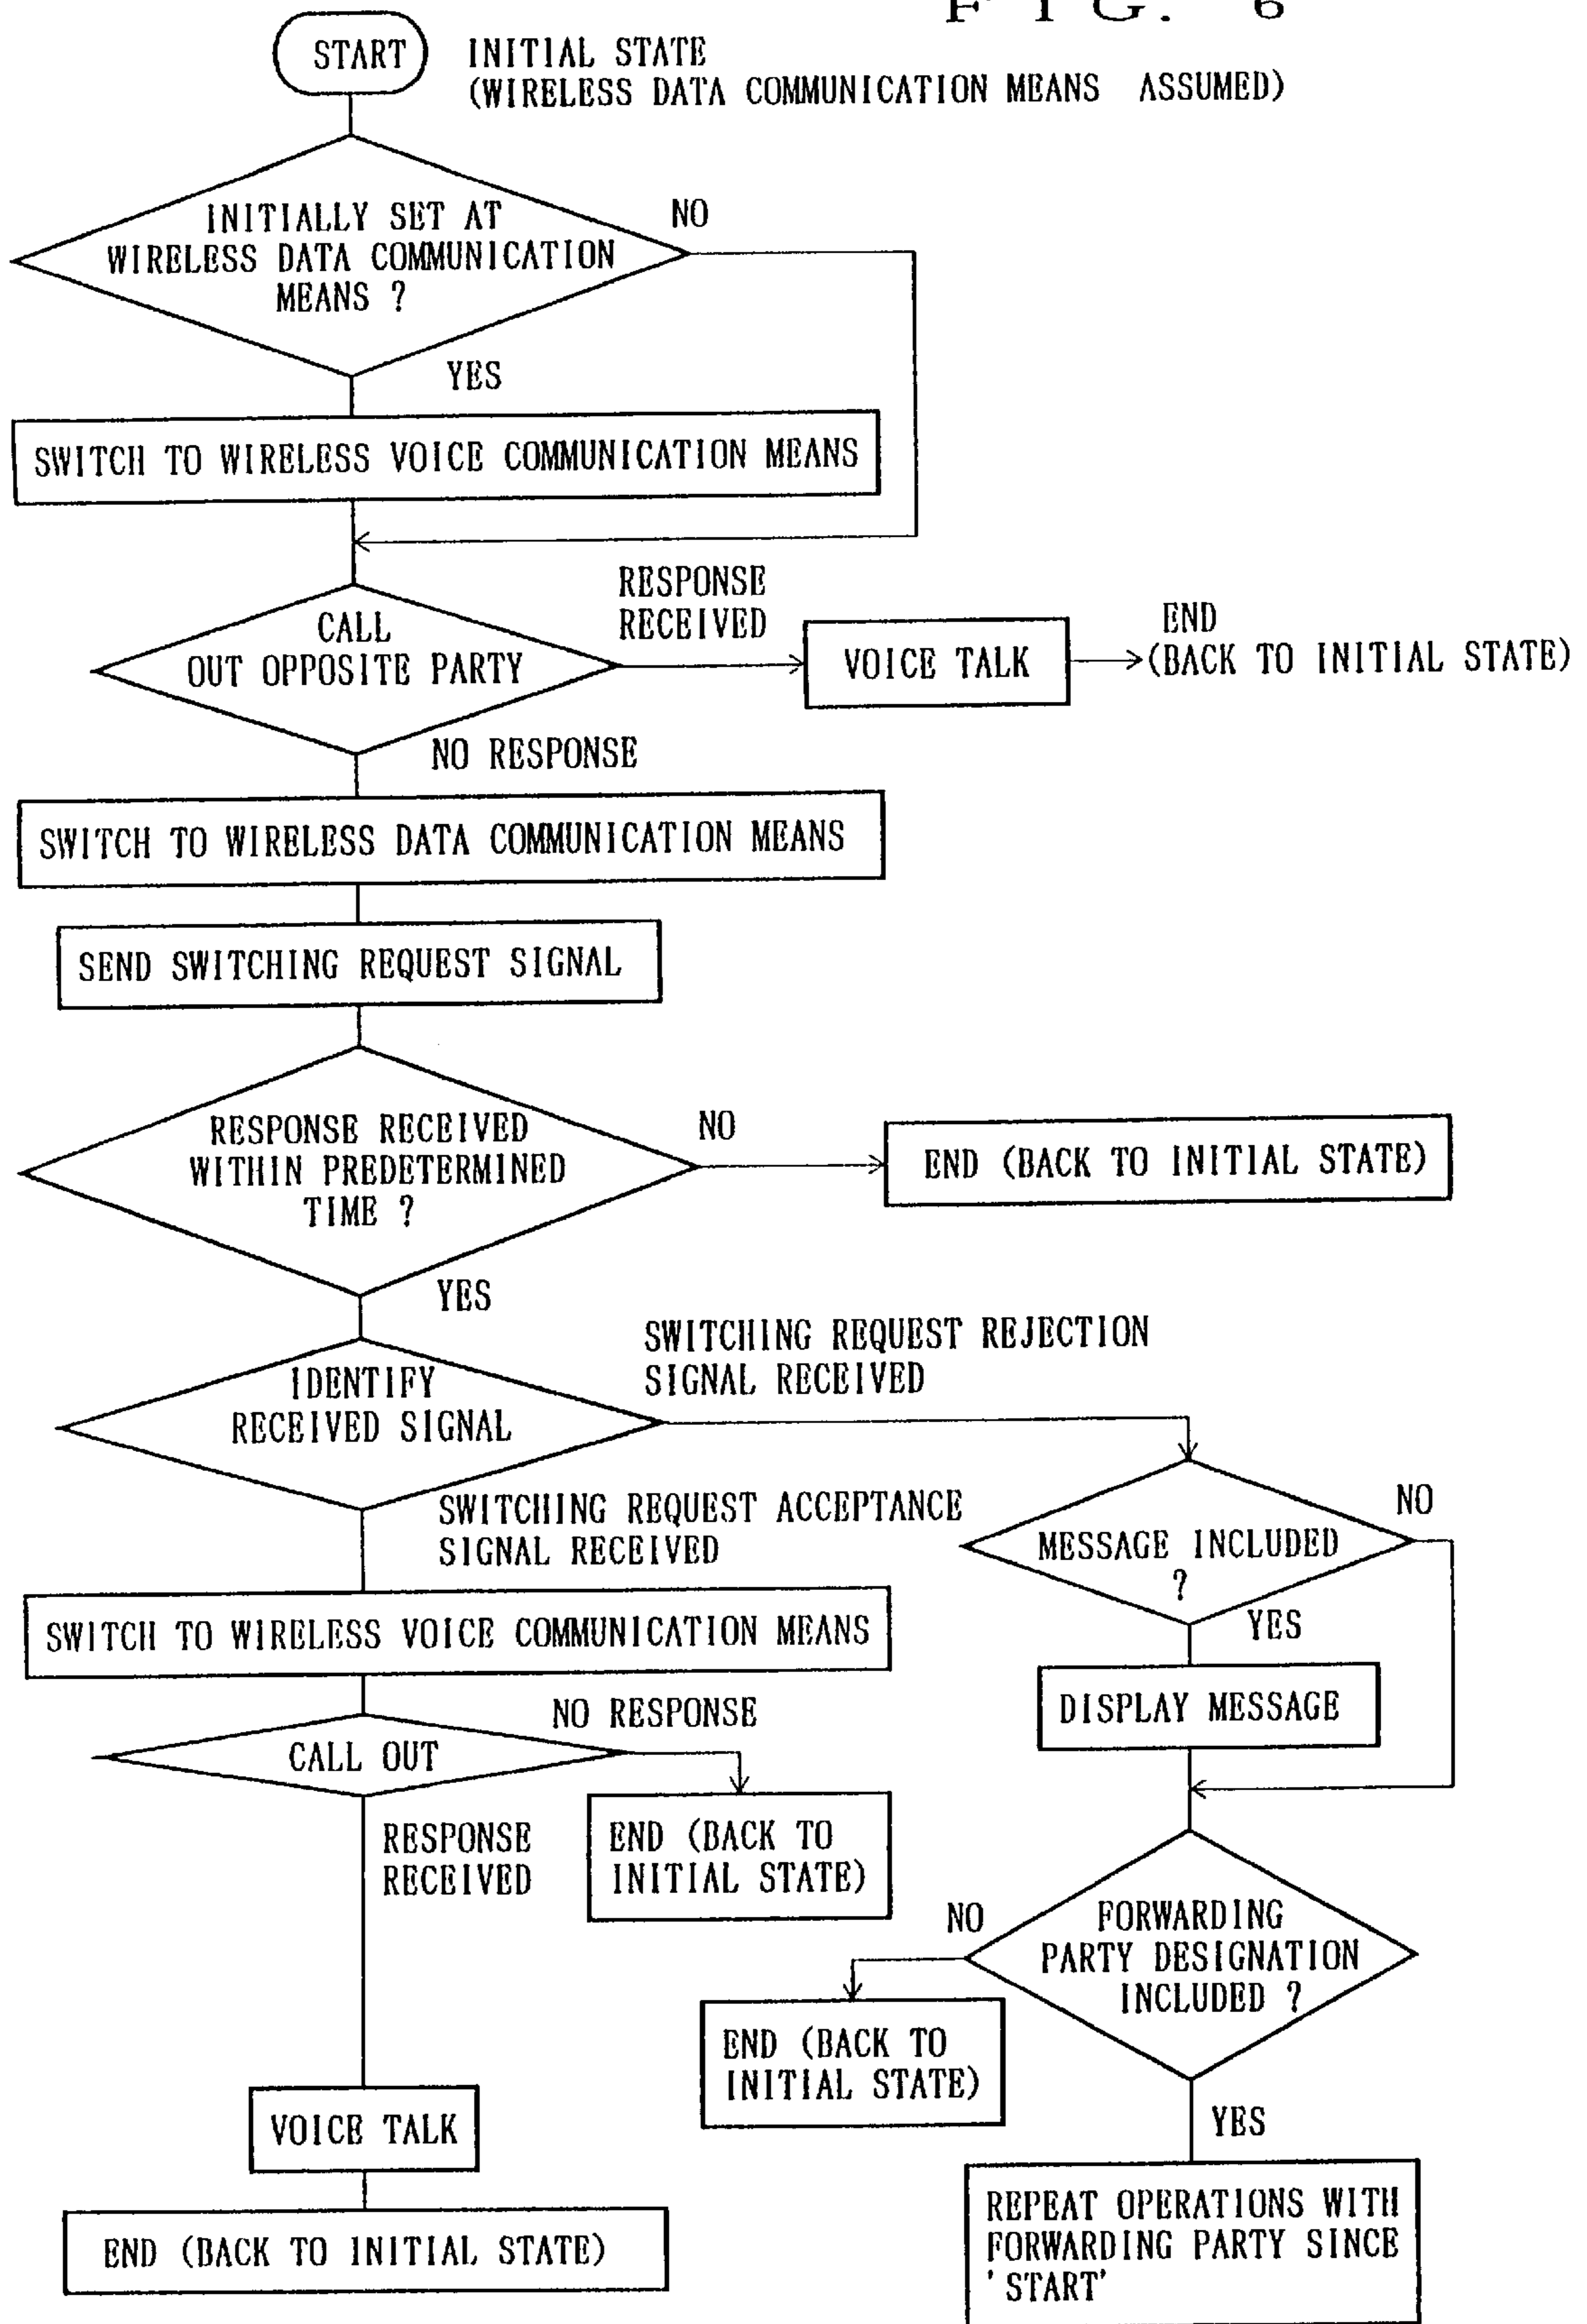 FIG. 6
START
INITIAL STATE
(WIRELESS DATA COMMUNICATION MEANS ASSUMED)
INITIALLY SET AT
WIRELESS DATA COMMUNICATION
MEANS ?
NO
YES
SWITCH TO WIRELESS VOICE COMMUNICATION MEANS
CALL
OUT OPPOSITE PARTY
RESPONSE
RECEIVED
VOICE TALK
END
(BACK TO INITIAL STATE)
NO RESPONSE
SWITCH TO WIRELESS DATA COMMUNICATION MEANS
SEND SWITCHING REQUEST SIGNAL
RESPONSE RECEIVED
WITHIN PREDETERMINED
TIME ?
NO
END (BACK TO INITIAL STATE)
YES
IDENTIFY
RECEIVED SIGNAL
SWITCHING REQUEST REJECTION
SIGNAL RECEIVED
SWITCHING REQUEST ACCEPTANCE
SIGNAL RECEIVED
MESSAGE INCLUDED
?
NO
YES
SWITCH TO WIRELESS VOICE COMMUNICATION MEANS
DISPLAY MESSAGE
CALL OUT
NO RESPONSE
END (BACK TO
INITIAL STATE)
RESPONSE
RECEIVED
FORWARDING
PARTY DESIGNATION
INCLUDED ?
NO
END (BACK TO
INITIAL STATE)
YES
VOICE TALK
END (BACK TO INITIAL STATE)
REPEAT OPERATIONS WITH
FORWARDING PARTY SINCE
'START'